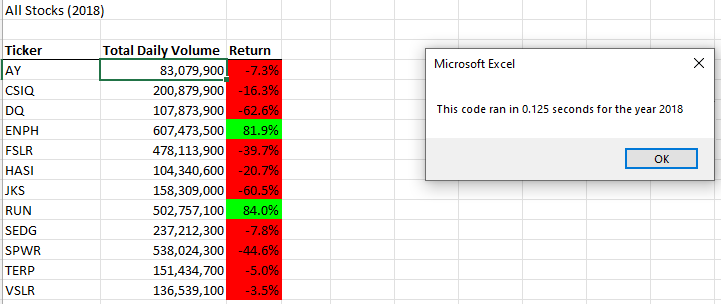 All Stocks (2018)
Ticker Total Daily Volume Return
AY 83,079,900 -7.3%
CSIQ 200,879,900 -16.3%
DQ 107,873,900 -62.6%
ENPH 607,473,500 81.9%
FSLR 478,113,900 -39.7%
HASI 104,340,600 -20.7%
JKS 158,309,000 -60.5%
RUN 502,757,100 84.0%
SEDG 237,212,300 -7.8%
SPWR 538,024,300 -44.6%
TERP 151,434,700 -5.0%
VSLR 136,539,100 -3.5%
Microsoft Excel
This code ran in 0.125 seconds for the year 2018
OK